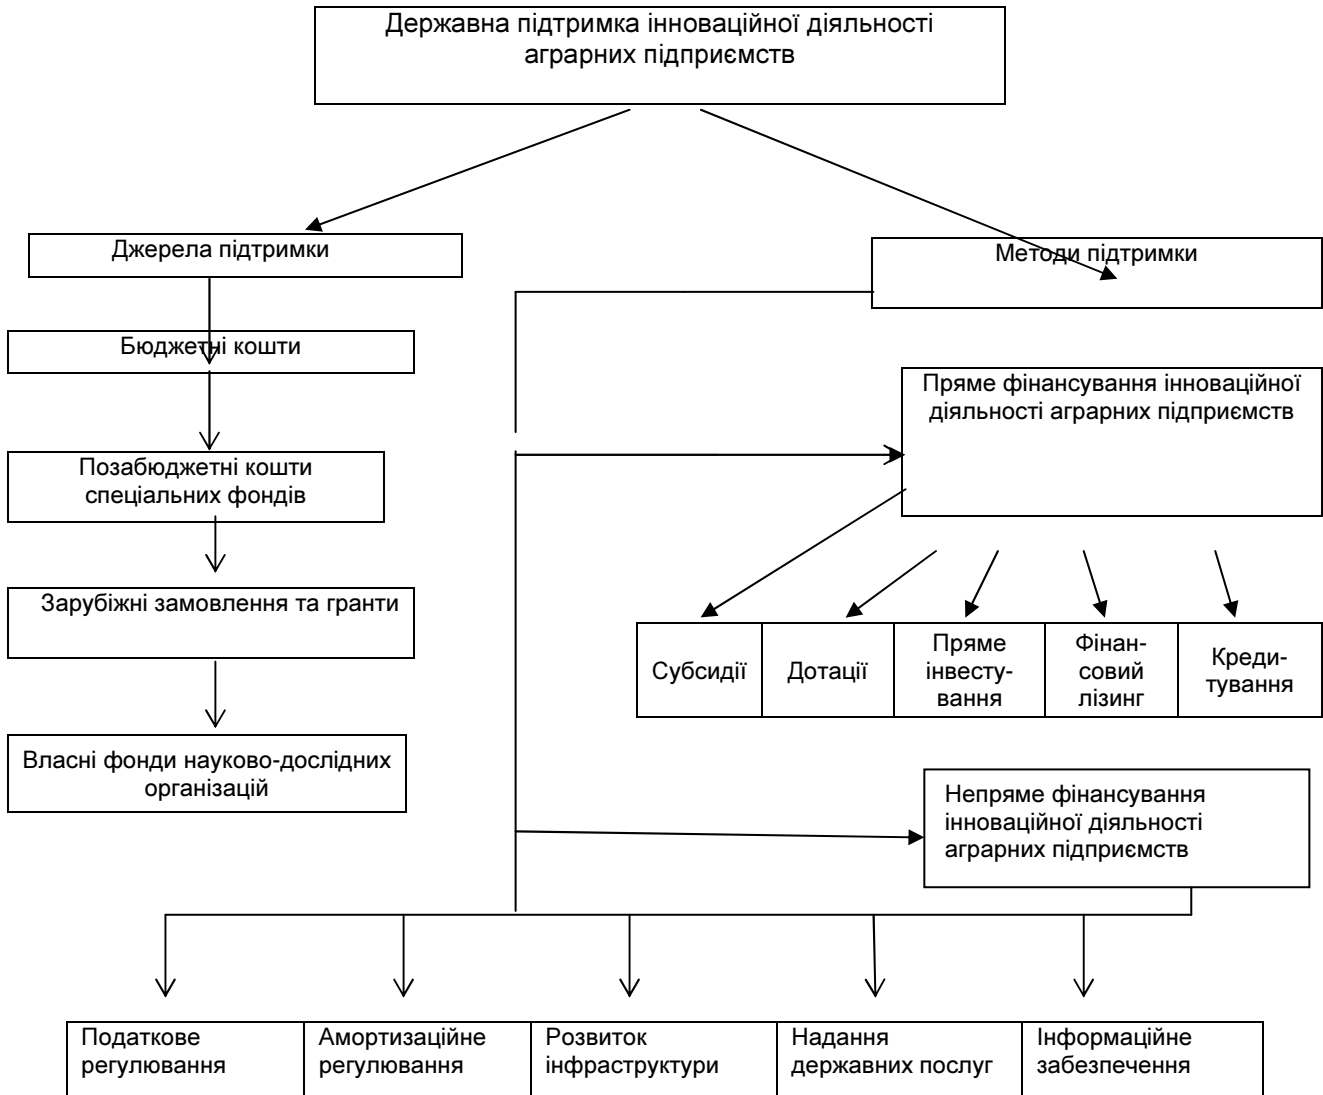 Державна підтримка інноваційної діяльності
аграрних підприємств
Джерела підтримки
Методи підтримки
Бюджетні кошти
Пряме фінансування інноваційної
діяльності аграрних підприємств
Позабюджетні кошти
спеціальних фондів
Зарубіжні замовлення та гранти
Субсидії
Дотації
Пряме
інвесту-
вання
Фінан-
совий
лізинг
Креди-
тування
Власні фонди науково-дослідних
організацій
Непряме фінансування
інноваційної діяльності
аграрних підприємств
Податкове
регулювання
Амортизаційне
регулювання
Розвиток
інфраструктури
Надання
державних послуг
Інформаційне
забезпечення